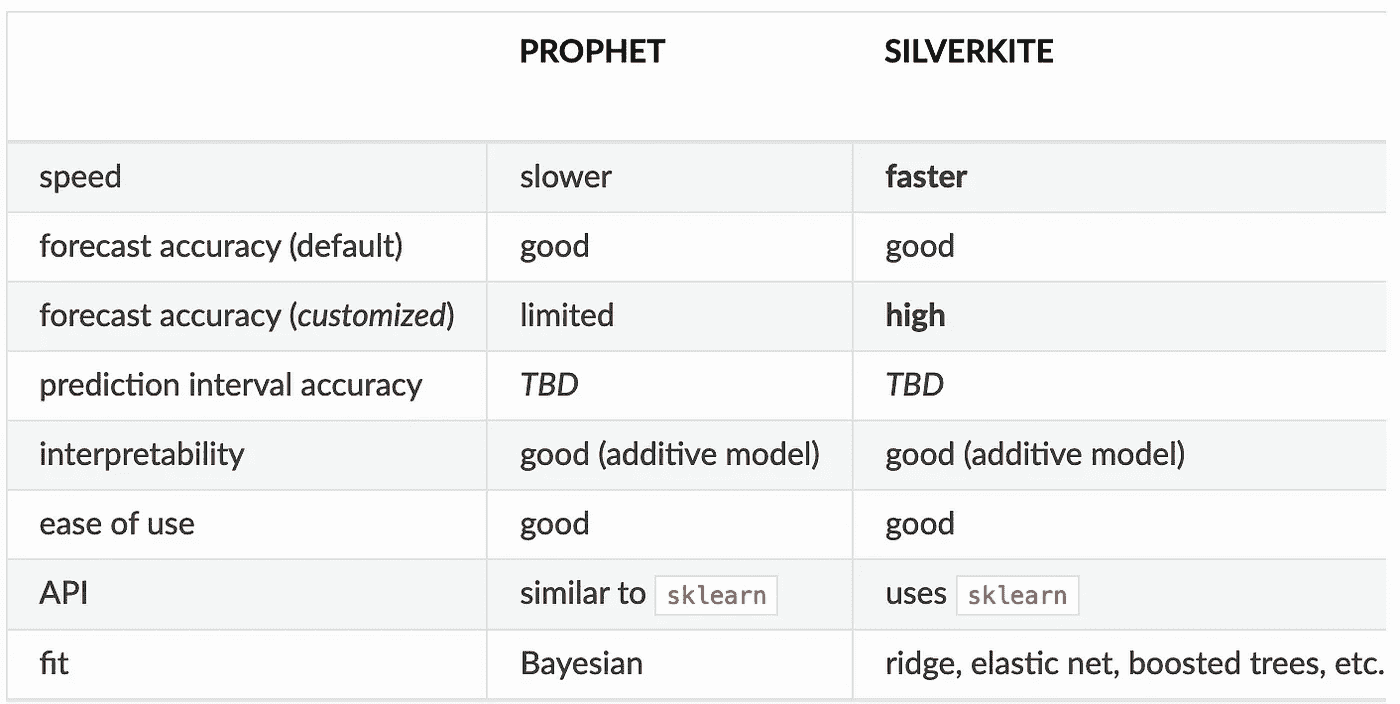 PROPHET SILVERKITE
speed slower faster
forecast accuracy (default) good good
forecast accuracy (customized) limited high
prediction interval accuracy TBD TBD
interpretability good (additive model) good (additive model)
ease of use good good
API similar to sklearn uses sklearn
fit Bayesian ridge, elastic net, boosted trees, etc.